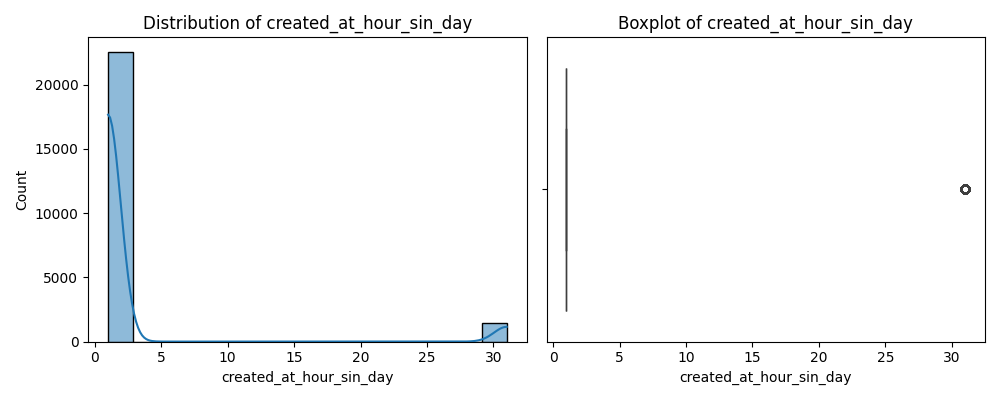 Distribution of created_at_hour_sin_day
Boxplot of created_at_hour_sin_day
Count
20000
15000
10000
5000
0
0 5 10 15 20 25 30
created_at_hour_sin_day
0 5 10 15 20 25 30
created_at_hour_sin_day